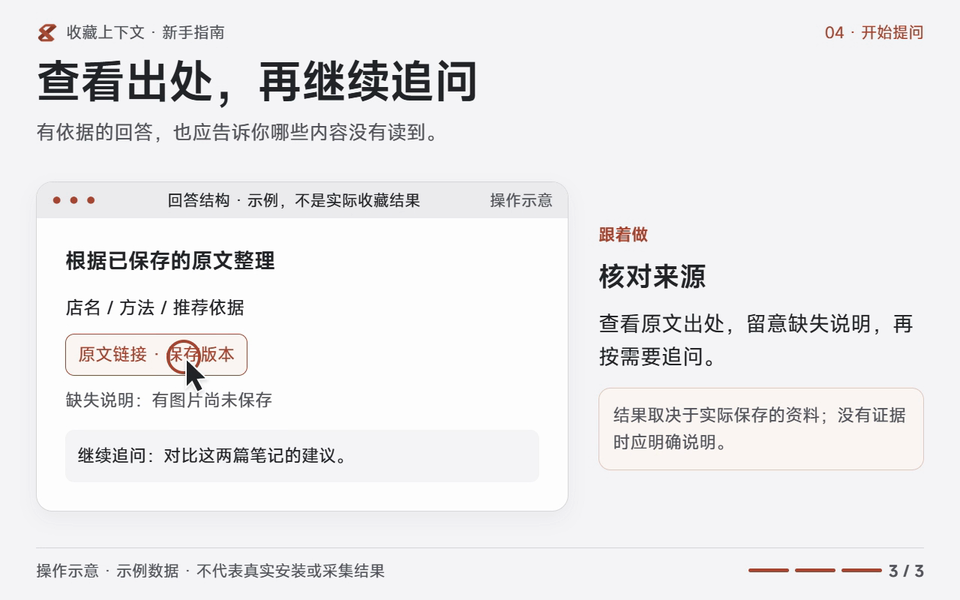 收藏上下文 · 新手指南
04 · 开始提问
查看出处，再继续追问
有依据的回答，也应告诉你哪些内容没有读到。
回答结构 · 示例，不是实际收藏结果
操作示意
根据已保存的原文整理
店名 / 方法 / 推荐依据
原文链接 · 保存版本
缺失说明：有图片尚未保存
继续追问：对比这两篇笔记的建议。
跟着做
核对来源
查看原文出处，留意缺失说明，再
按需要追问。
结果取决于实际保存的资料；没有证据
时应明确说明。
操作示意 · 示例数据 · 不代表真实安装或采集结果
3 / 3